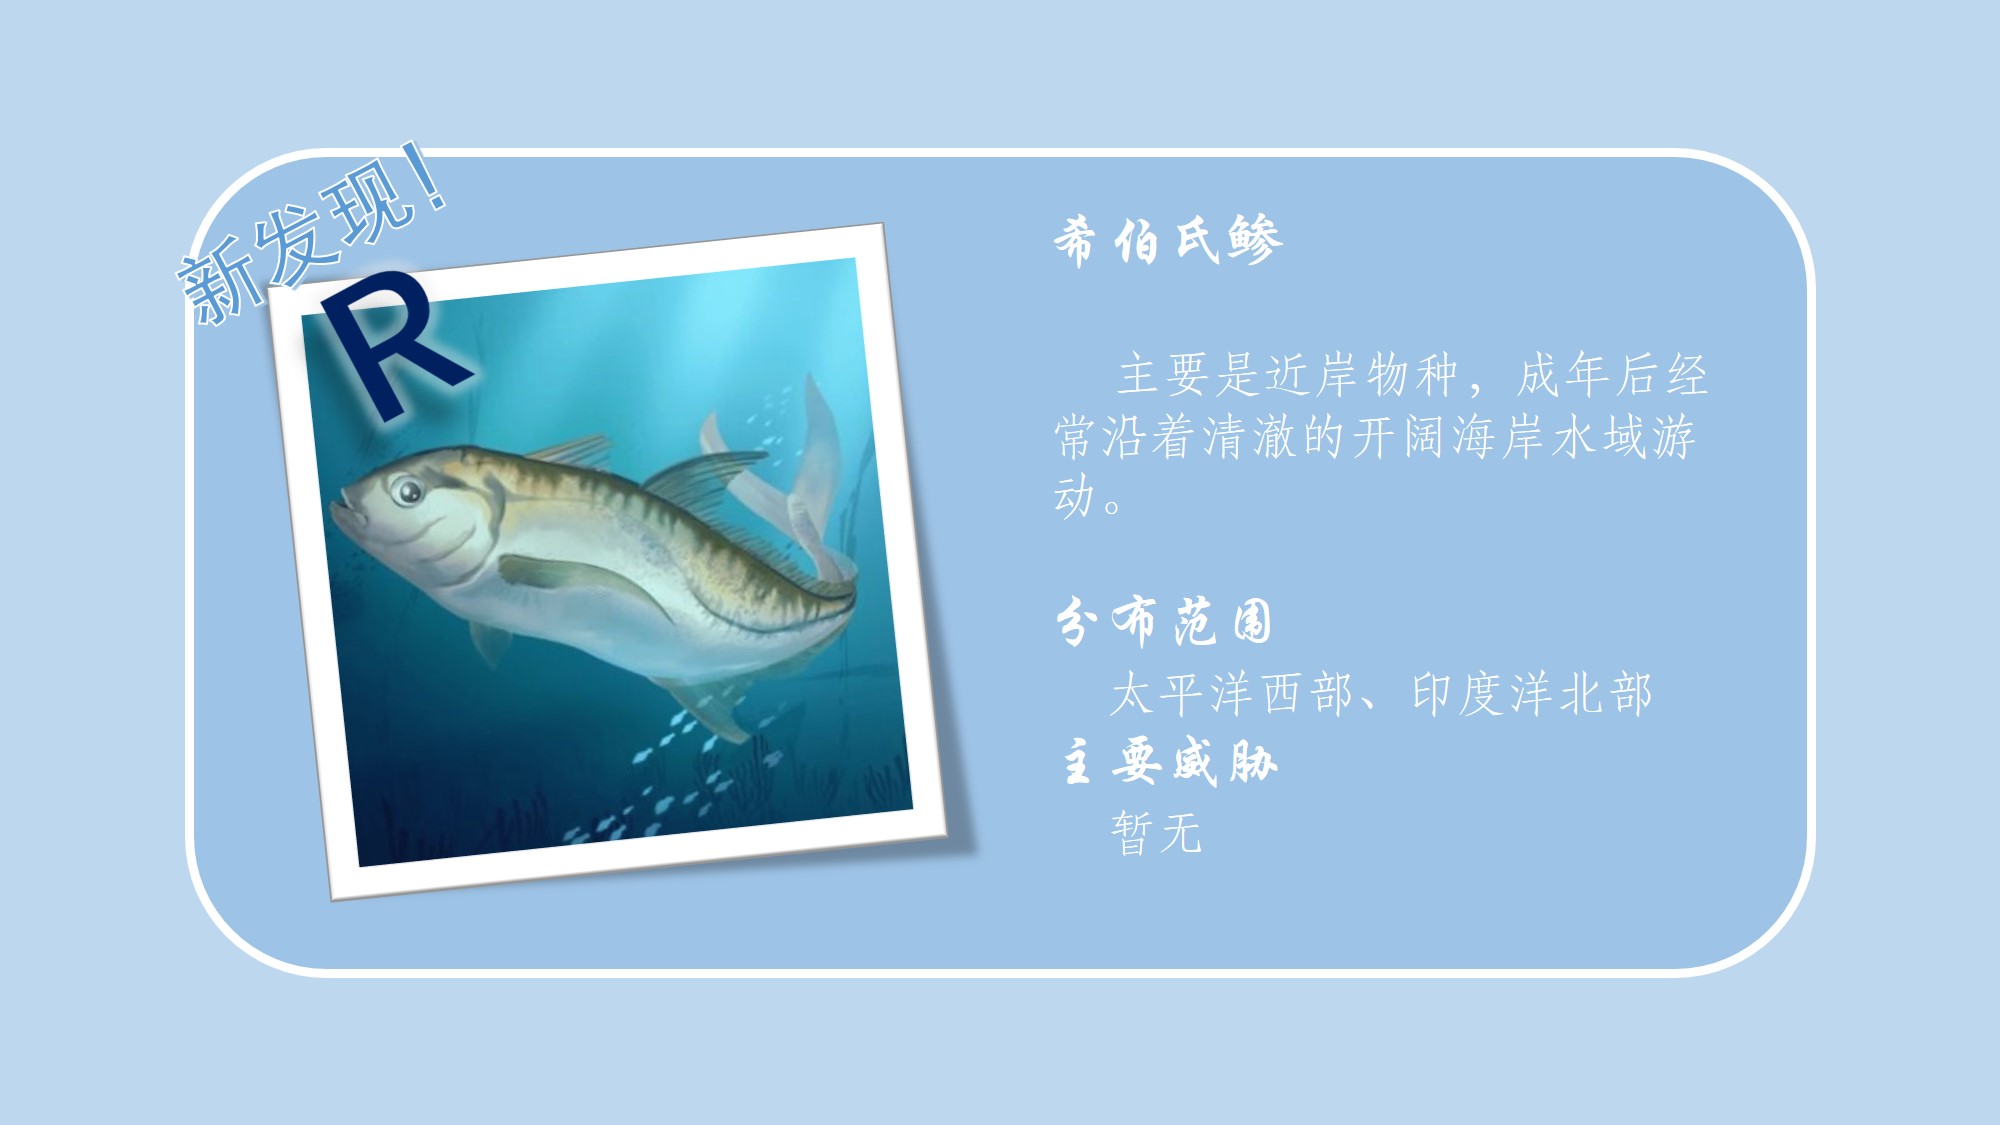 新发现！
R
希伯氏鲹
主要是近岸物种，成年后经
常沿着清澈的开阔海岸水域游
动。
分布范围
太平洋西部、印度洋北部
主要威胁
暂无